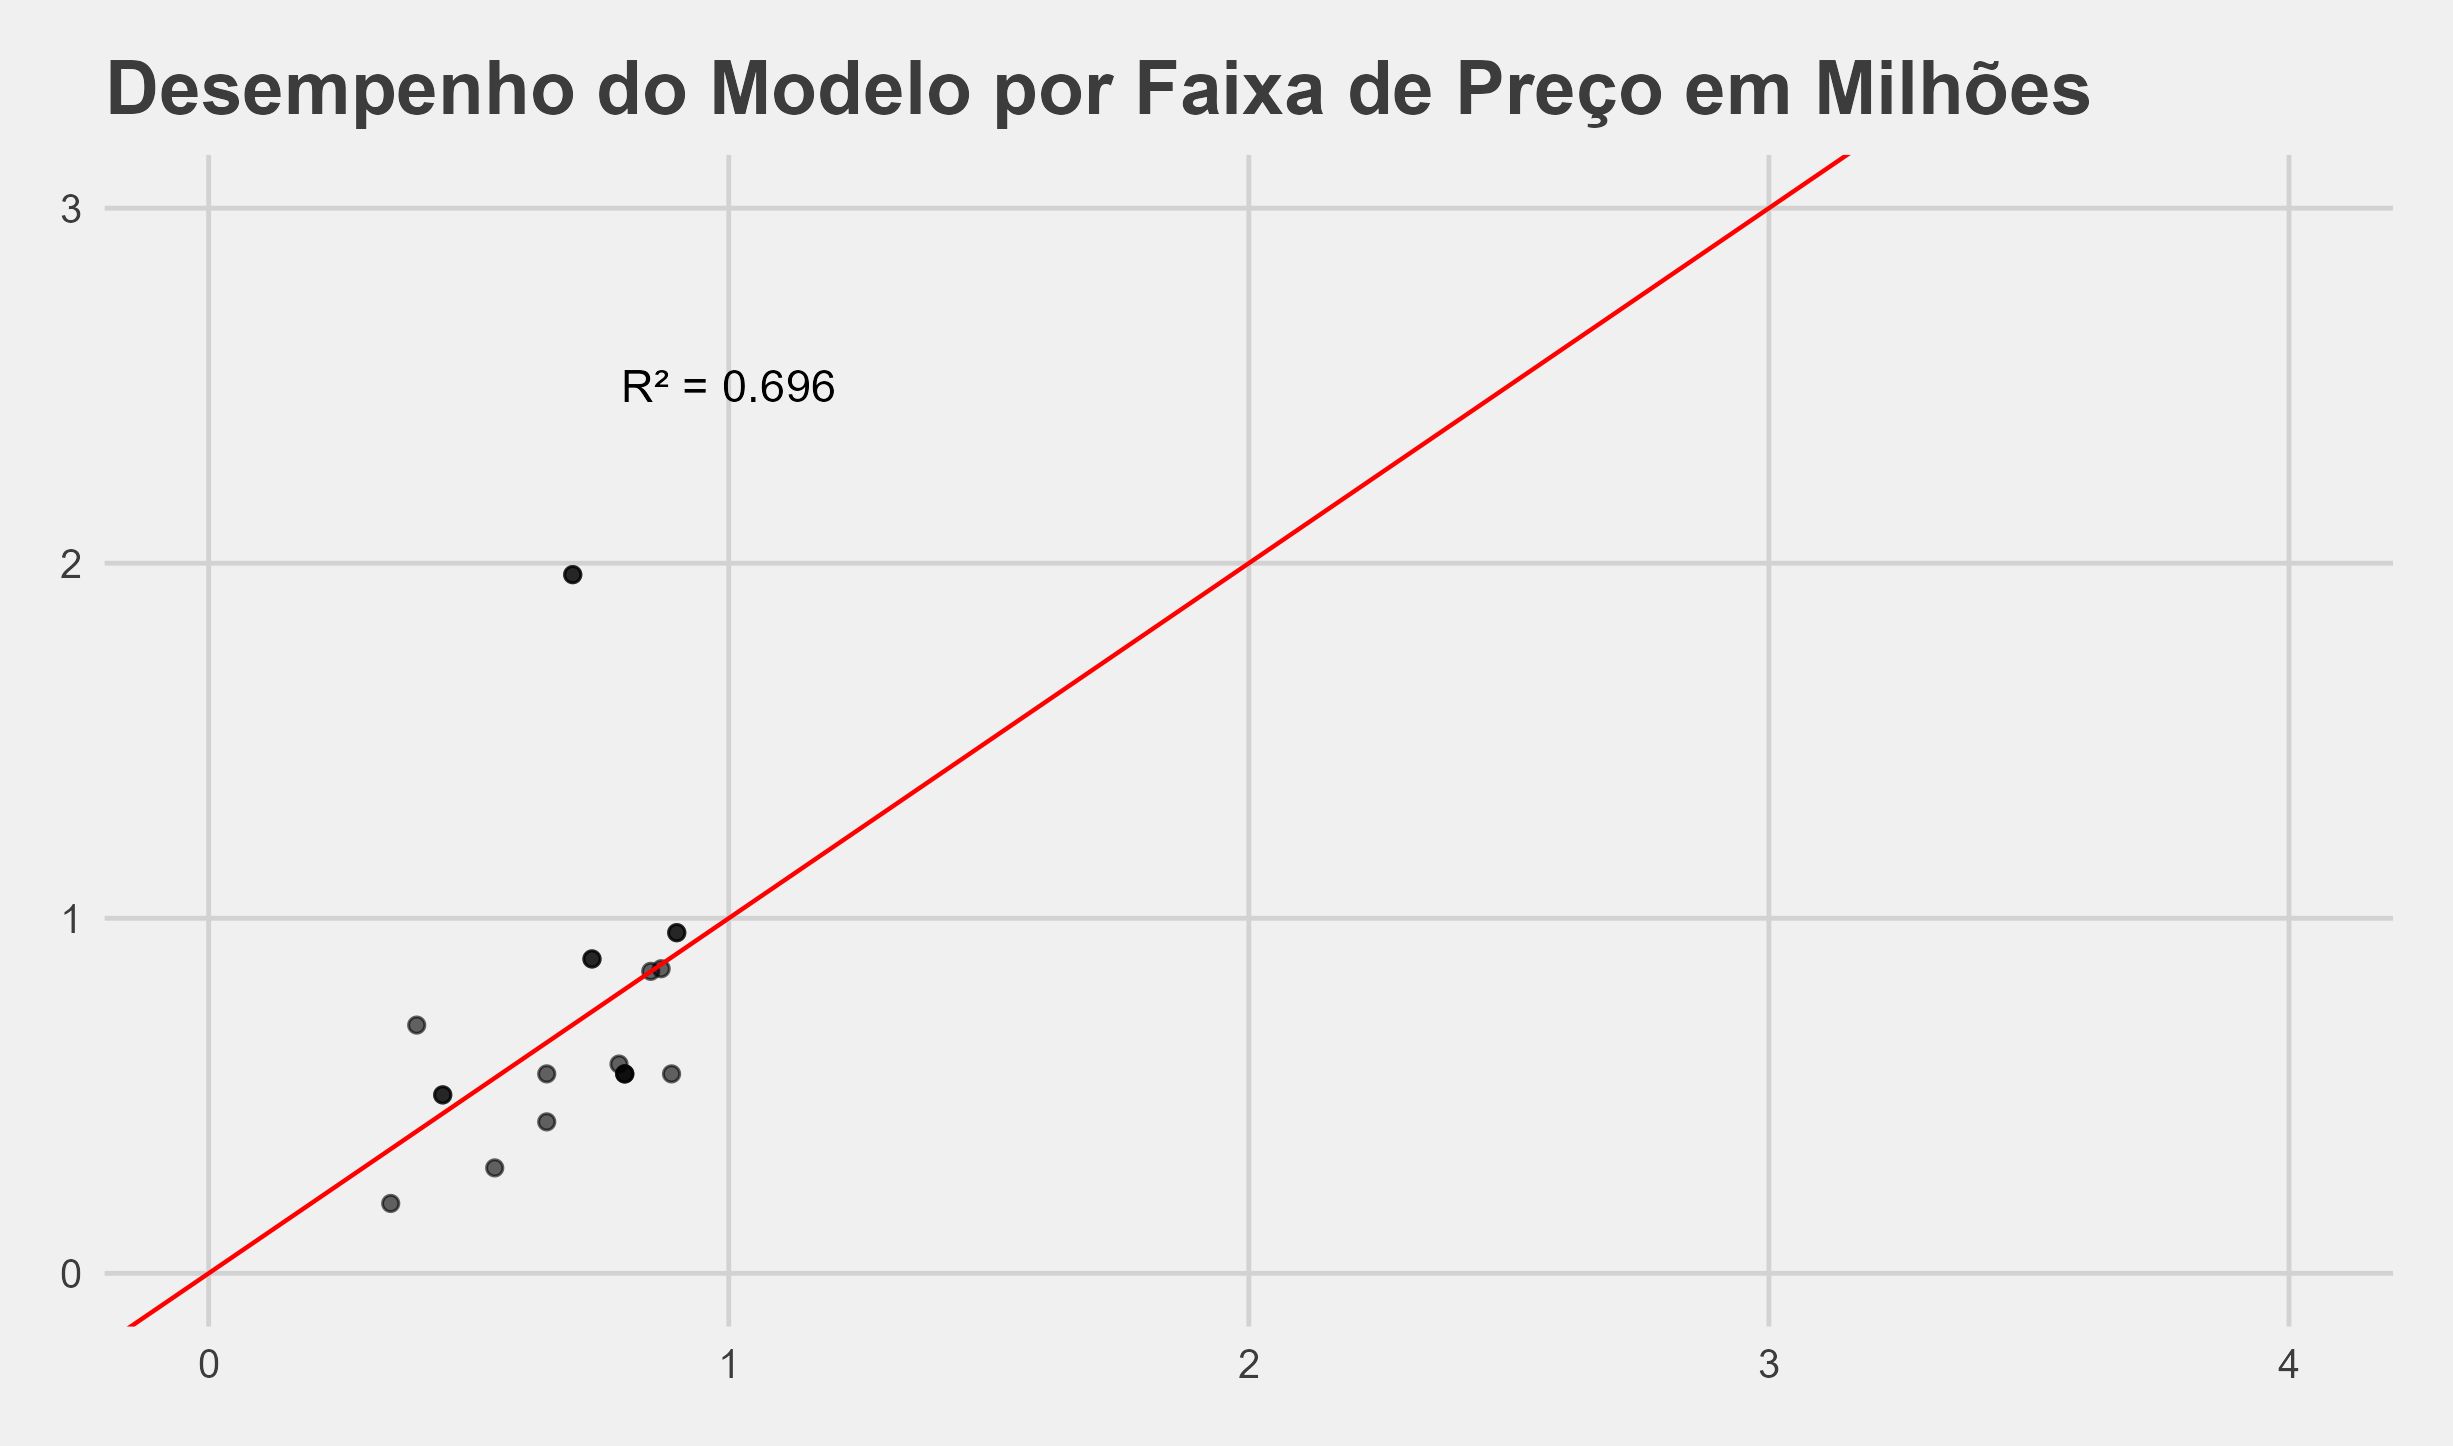 Desempenho do Modelo por Faixa de Preço em Milhões
3
R² = 0.696
2
1
0
0 1 2 3 4